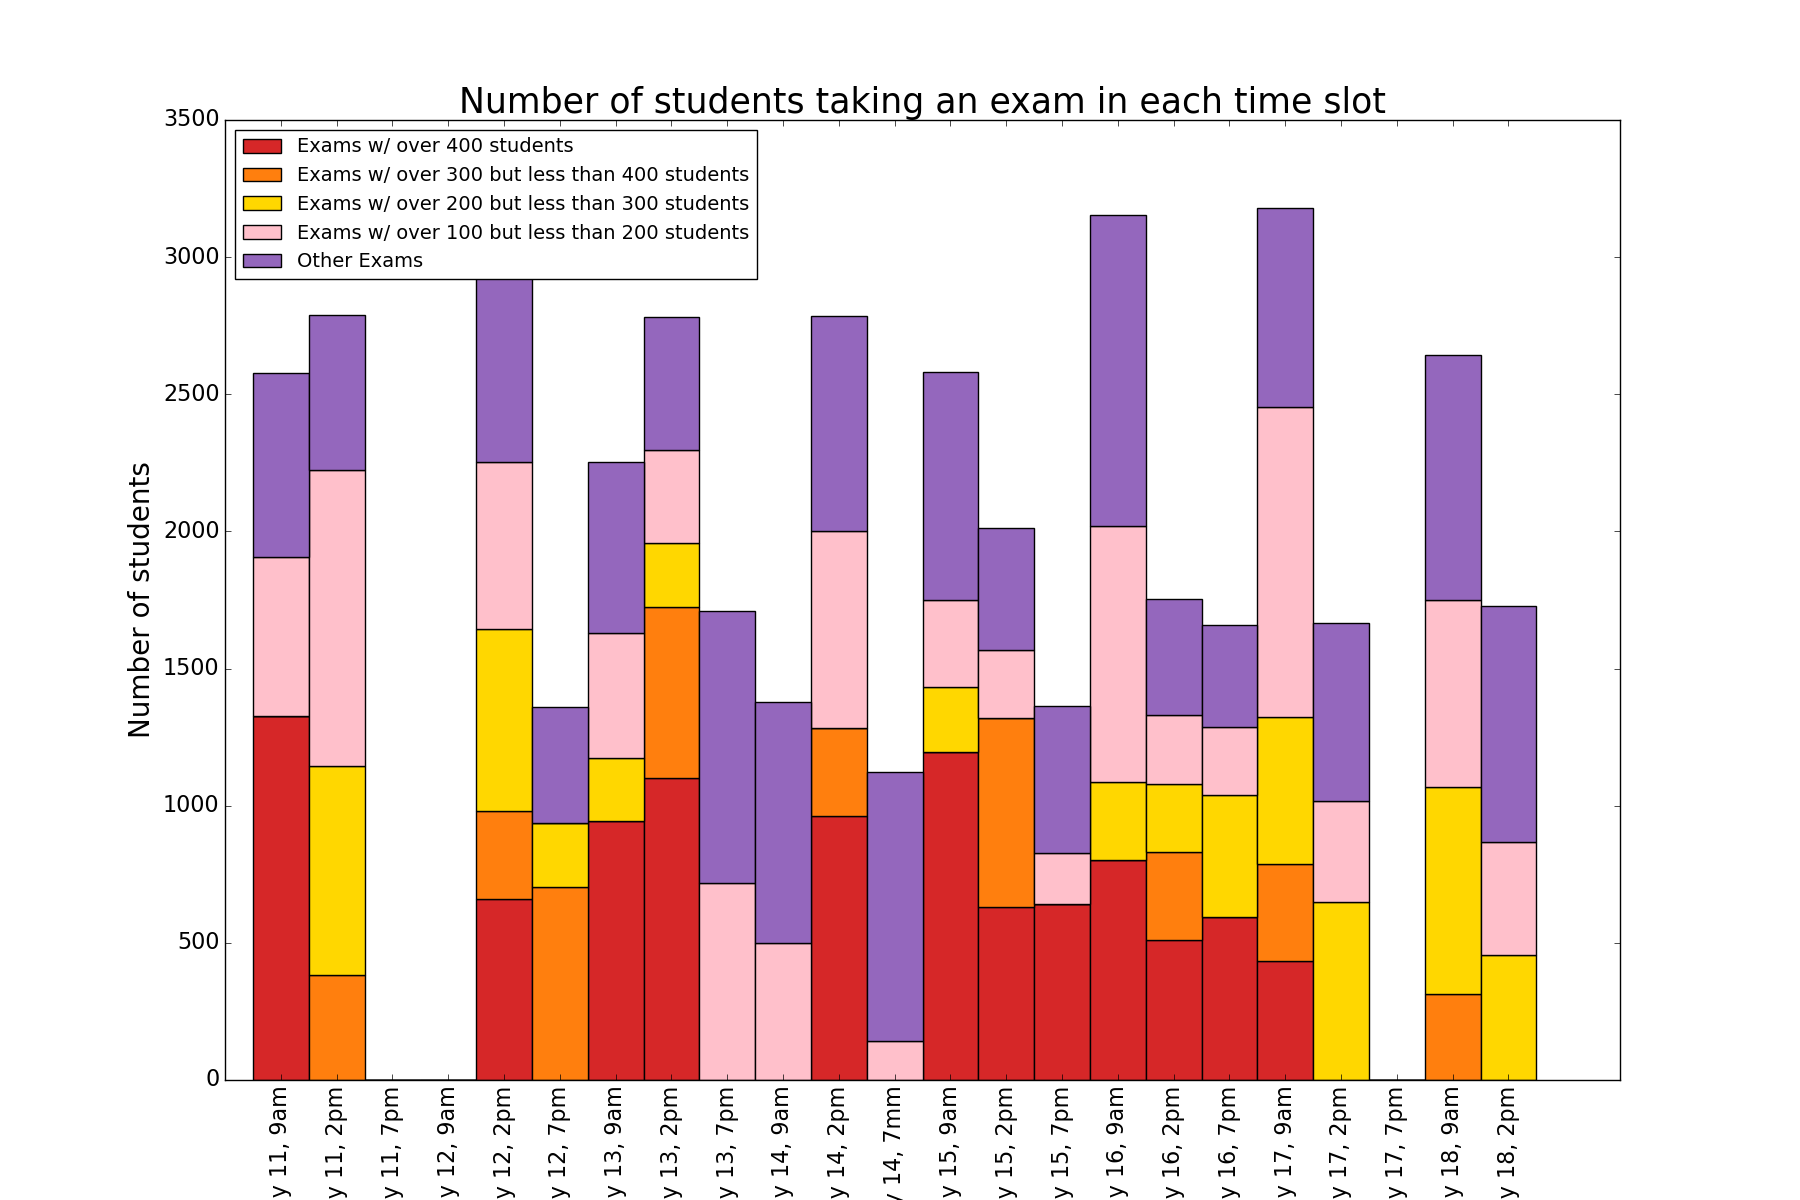 Number of students taking an exam in each time slot
Exams w/ over 400 students
Exams w/ over 300 but less than 400 students
Exams w/ over 200 but less than 300 students
Exams w/ over 100 but less than 200 students
Other Exams
Number of students
3500
3000
2500
2000
1500
1000
500
0
y 11, 9am
y 11, 2pm
y 11, 7pm
y 12, 9am
y 12, 2pm
y 12, 7pm
y 13, 9am
y 13, 2pm
y 13, 7pm
y 14, 9am
y 14, 2pm
y 14, 7mm
y 15, 9am
y 15, 2pm
y 15, 7pm
y 16, 9am
y 16, 2pm
y 16, 7pm
y 17, 9am
y 17, 2pm
y 17, 7pm
y 18, 9am
y 18, 2pm